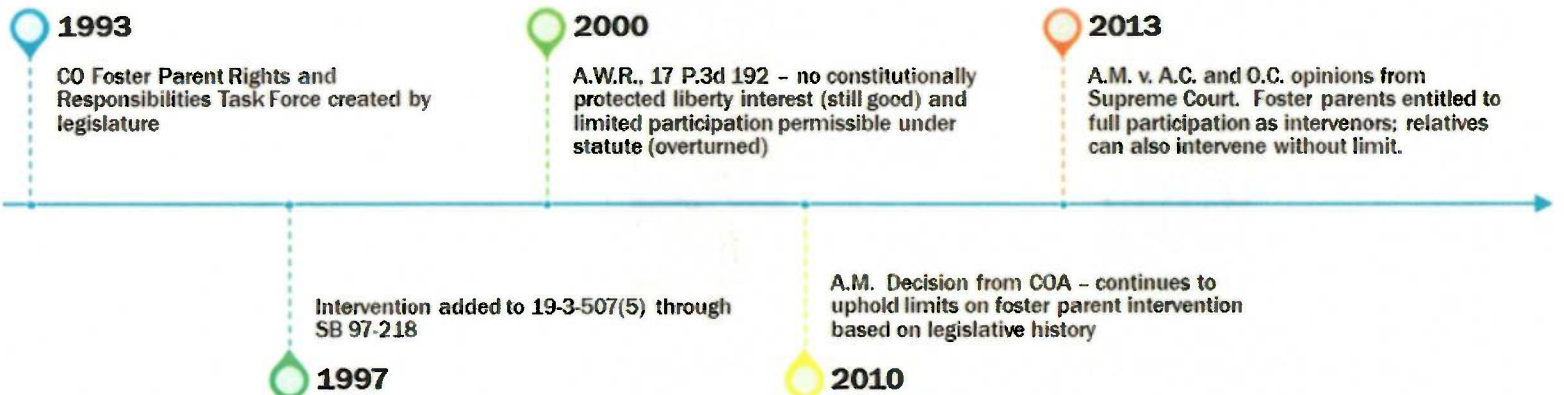 1993
CO Foster Parent Rights and
Responsibilities Task Force created by
legislature
Intervention added to 19-3-507(5) through
SB 97-218
1997
2000
A.W.R., 17 P.3d 192 – no constitutionally
protected liberty interest (still good) and
limited participation permissible under
statute (overturned)
A.M. Decision from COA – continues to
uphold limits on foster parent intervention
based on legislative history
2010
2013
A.M. v. A.C. and O.C. opinions from
Supreme Court. Foster parents entitled to
full participation as intervenors; relatives
can also intervene without limit.